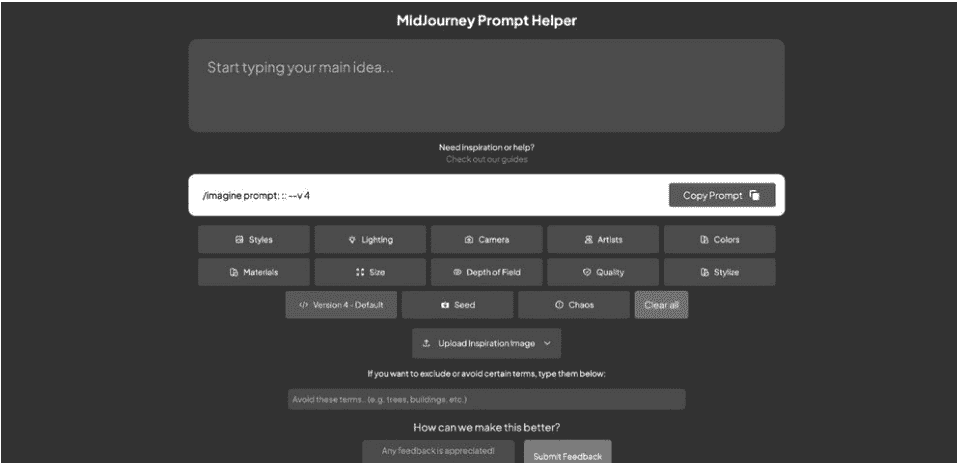 MidJourney Prompt Helper
Start typing your main idea...
Need inspiration or help?
Check out our guides
/imagine prompt: :: --v 4 Copy Prompt
Styles Lighting Camera Artists Colors
Materials Size Depth of Field Quality Stylize
</> Version 4 - Default Seed Chaos Clear all
Upload Inspiration Image
If you want to exclude or avoid certain terms, type them below:
Avoid these terms.. (e.g. trees, buildings, etc.)
How can we make this better?
Any feedback is appreciated!
Submit Feedback